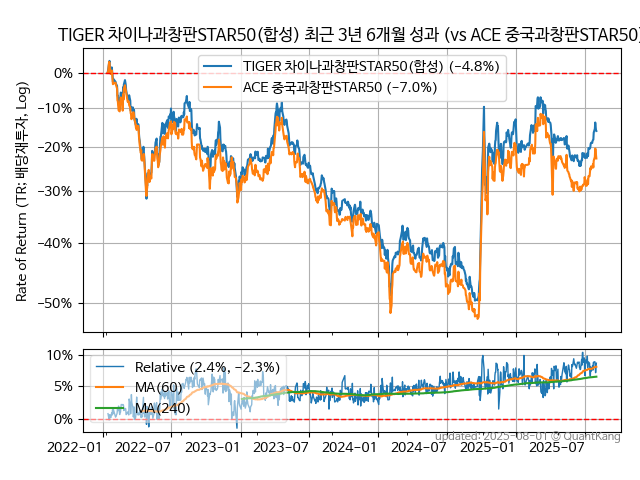 TIGER 차이나과창판STAR50(합성) 최근 3년 6개월 성과 (vs ACE 중국과창판STAR50)
TIGER 차이나과창판STAR50(합성) (−4.8%)
ACE 중국과창판STAR50 (−7.0%)
Rate of Return (TR; 배당재투자, Log)
0%
−10%
−20%
−30%
−40%
−50%
Relative (2.4%, −2.3%)
MA(60)
MA(240)
10%
5%
0%
2022−01
2022−07
2023−01
2023−07
2024−01
2024−07
2025−01
2025−07
updated: 2025-08-01 © QuantKang